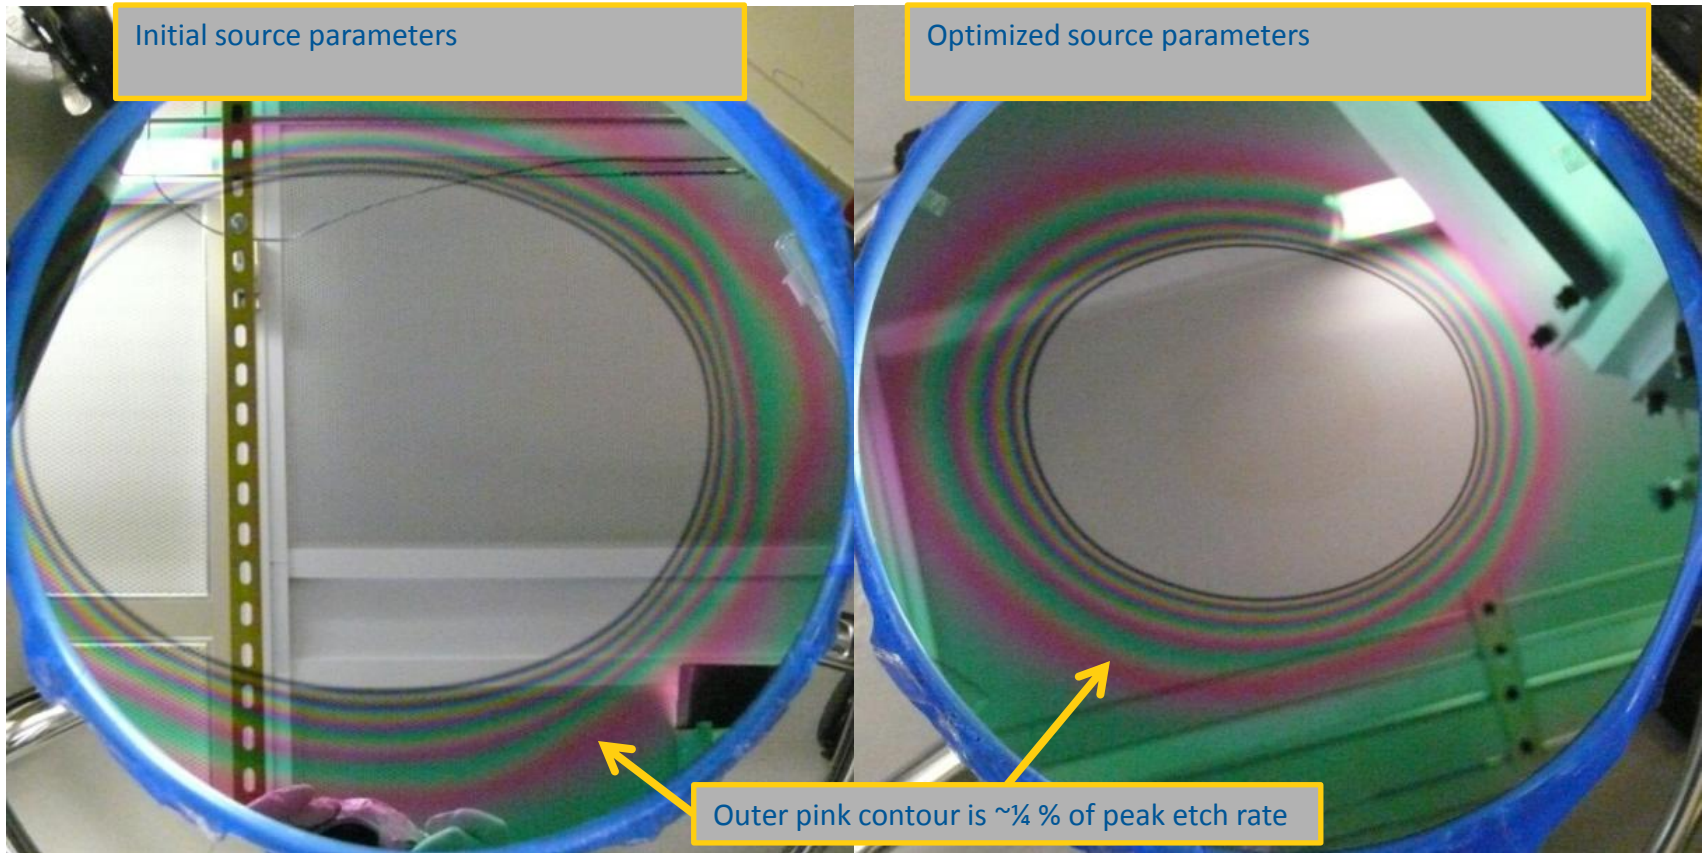 Initial source parameters
Optimized source parameters
Outer pink contour is ~¼ % of peak etch rate